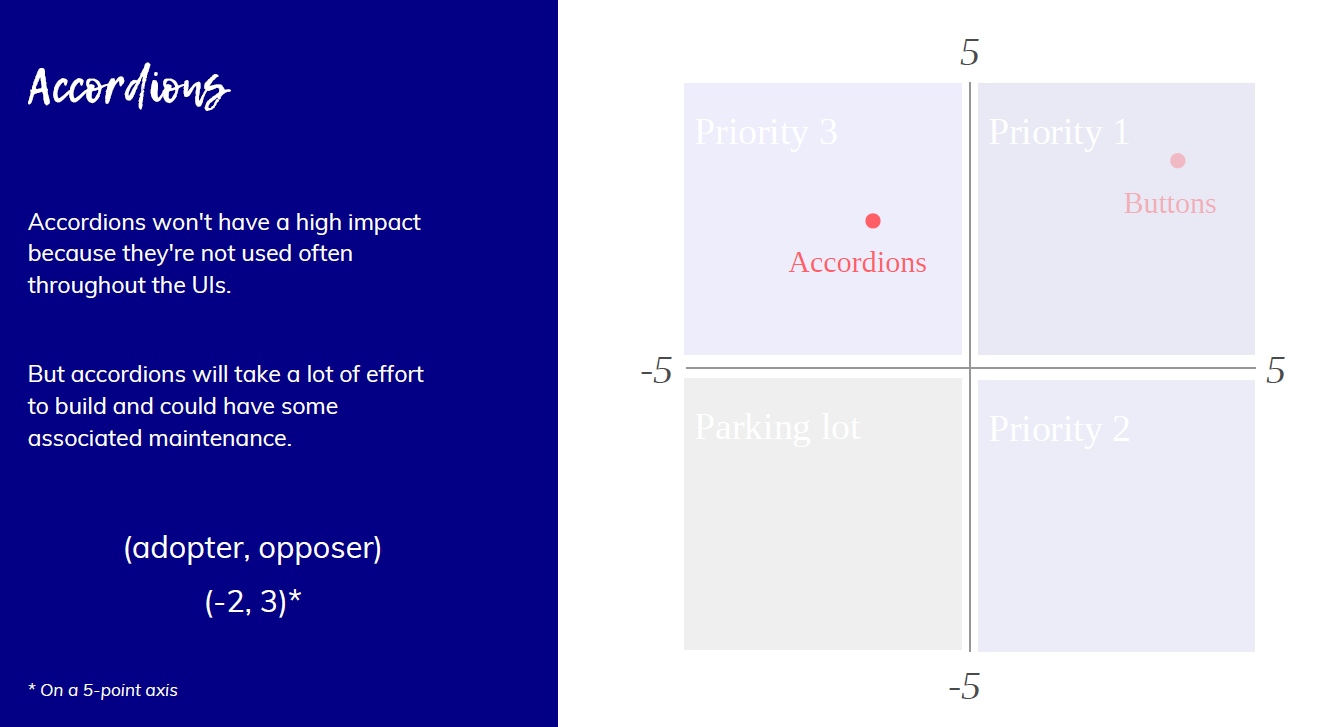 Accordions
Accordions won't have a high impact
because they're not used often
throughout the UIs.
But accordions will take a lot of effort
to build and could have some
associated maintenance.
(adopter, opposer)
(-2, 3)*
* On a 5-point axis
5
Priority 3
Priority 1
Buttons
Accordions
-5
5
Parking lot
Priority 2
-5